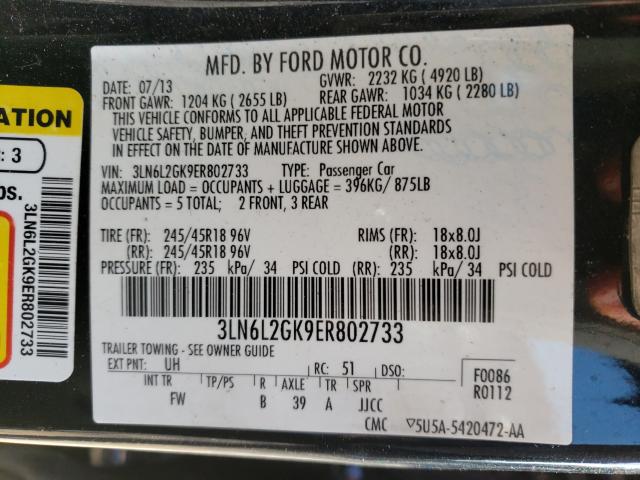 MFD. BY FORD MOTOR CO.
DATE: 07/13 GVWR: 2232 KG ( 4920 LB)
FRONT GAWR: 1204 KG ( 2655 LB) REAR GAWR: 1034 KG ( 2280 LB)
THIS VEHICLE CONFORMS TO ALL APPLICABLE FEDERAL MOTOR
VEHICLE SAFETY, BUMPER, AND THEFT PREVENTION STANDARDS
IN EFFECT ON THE DATE OF MANUFACTURE SHOWN ABOVE.
VIN: 3LN6L2GK9ER802733 TYPE: Passenger Car
MAXIMUM LOAD = OCCUPANTS + LUGGAGE = 396KG/ 875LB
OCCUPANTS = 5 TOTAL; 2 FRONT, 3 REAR
TIRE (FR): 245/45R18 96V RIMS (FR): 18x8.0J
(RR): 245/45R18 96V (RR): 18x8.0J
PRESSURE (FR): 235 kPa/ 34 PSI COLD (RR): 235 kPa/ 34 PSI COLD
3LN6L2GK9ER802733
TRAILER TOWING - SEE OWNER GUIDE
EXT PNT: UH RC: 51 DSO:
INT TR TP/PS R AXLE TR SPR
FW B 39 A JJCC
F0086
R0112
CMC ▽5U5A-5420472-AA
ATION
: 3
bs.
3LN6L2GK9ER802733